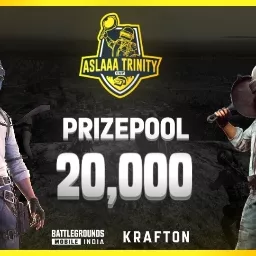 ASLAAA TRINITY
CUP
PRIZEPOOL
20,000
BATTLEGROUNDS
MOBILE INDIA
KRAFTON